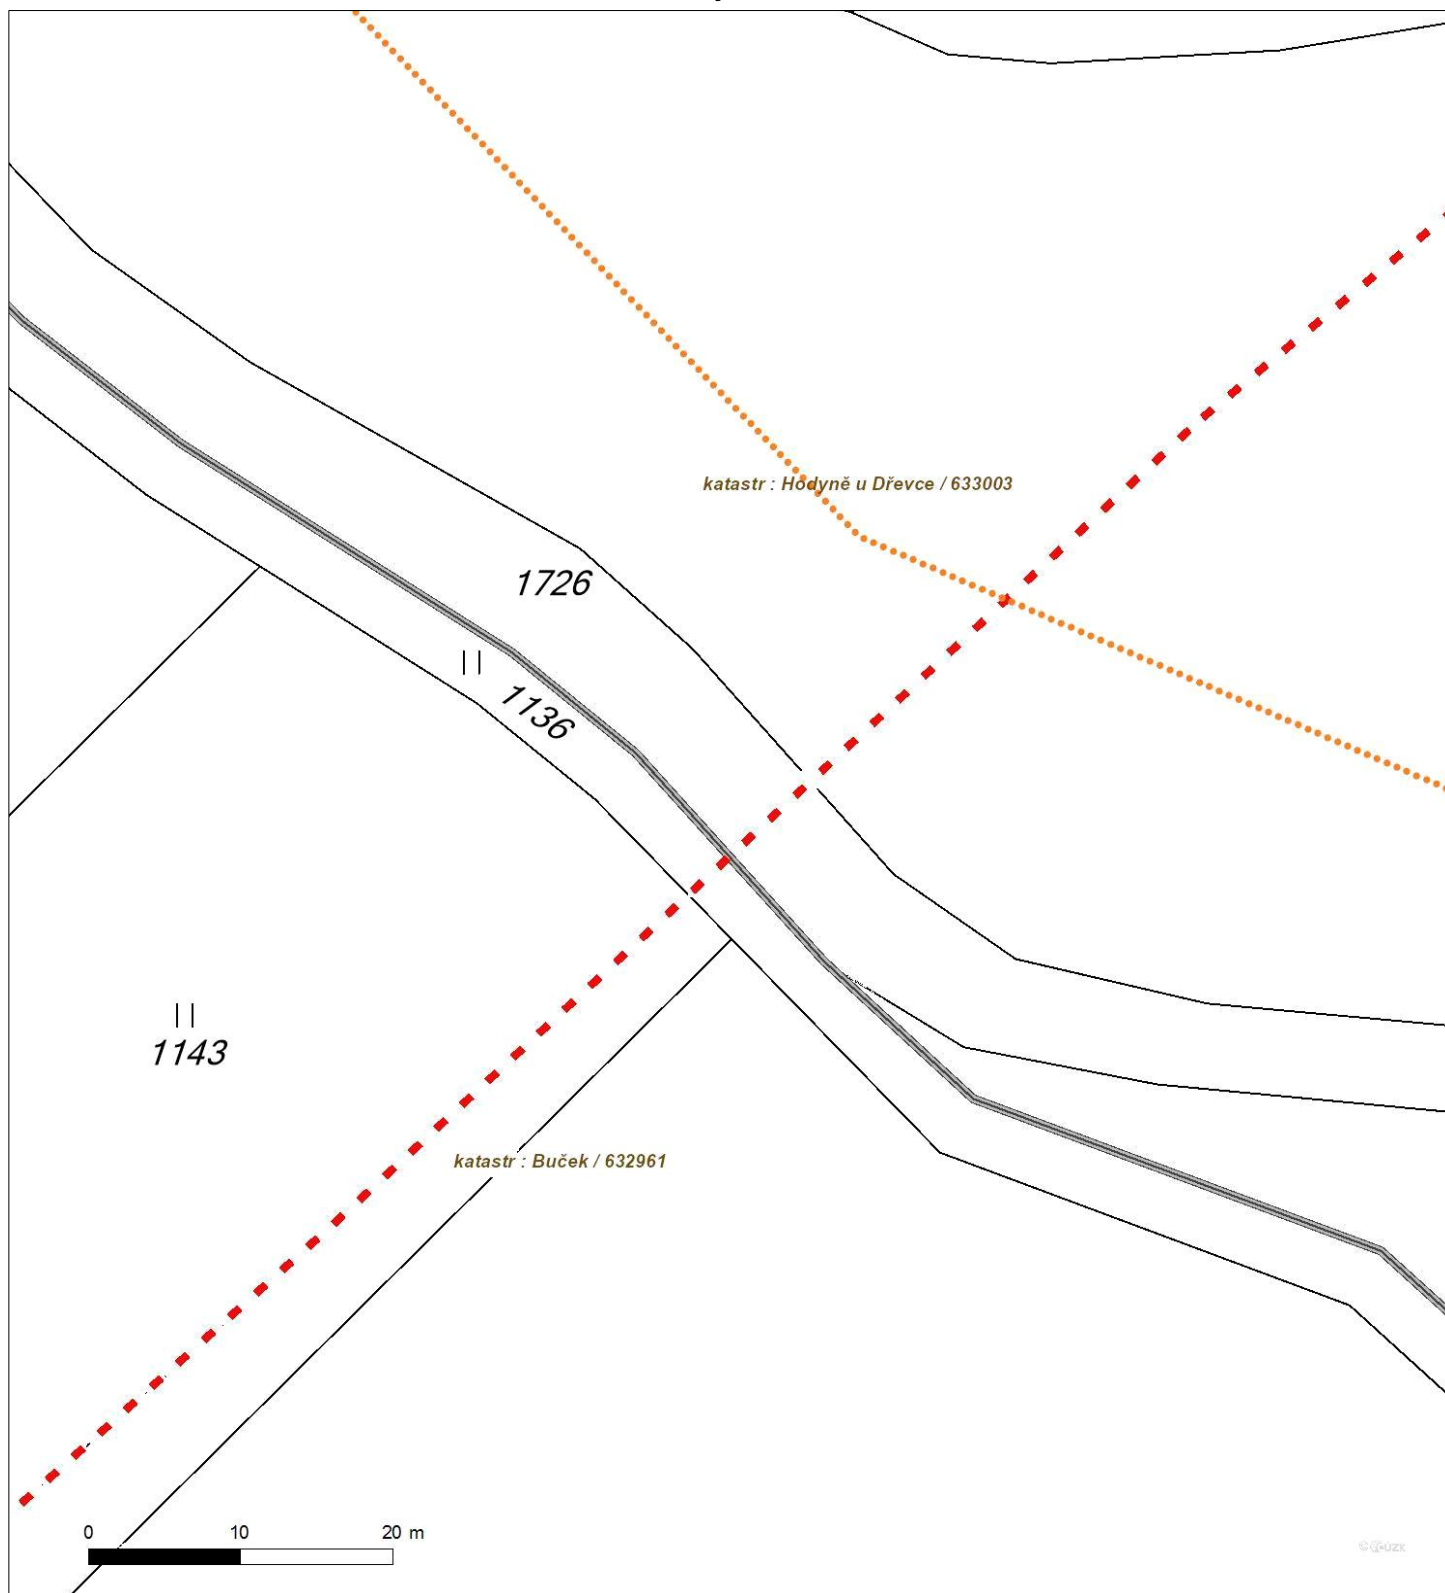 katastr : Hodyně u Dřevce / 633003
1726
1136
1143
katastr : Buček / 632961
0 10 20 m